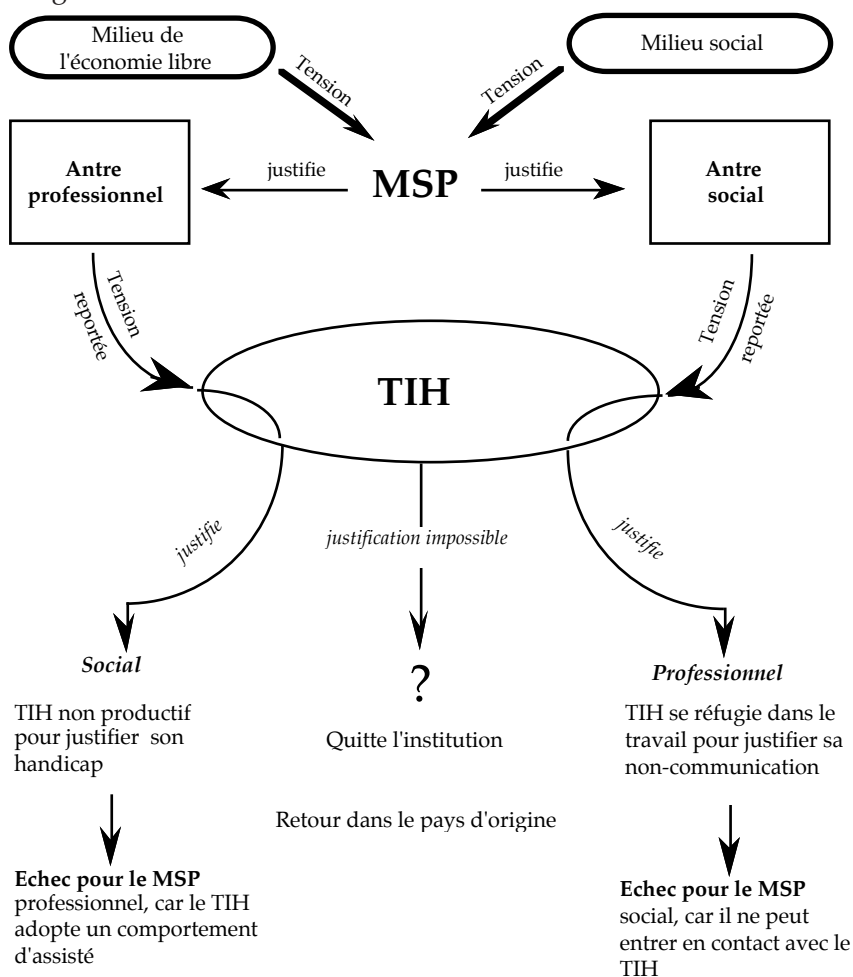 Milieu de
l'économie libre
Milieu social
Tension
Tension
Antre
professionnel
justifie
MSP
justifie
Antre
social
Tension
reportée
Tension
reportée
TIH
justifie
justification impossible
justifie
Social
?
Professionnel
TIH non productif
pour justifier son
handicap
Quitte l'institution
TIH se réfugie dans le
travail pour justifier sa
non-communication
Retour dans le pays d'origine
Echec pour le MSP
professionnel, car le TIH
adopte un comportement
d'assisté
Echec pour le MSP
social, car il ne peut
entrer en contact avec le
TIH